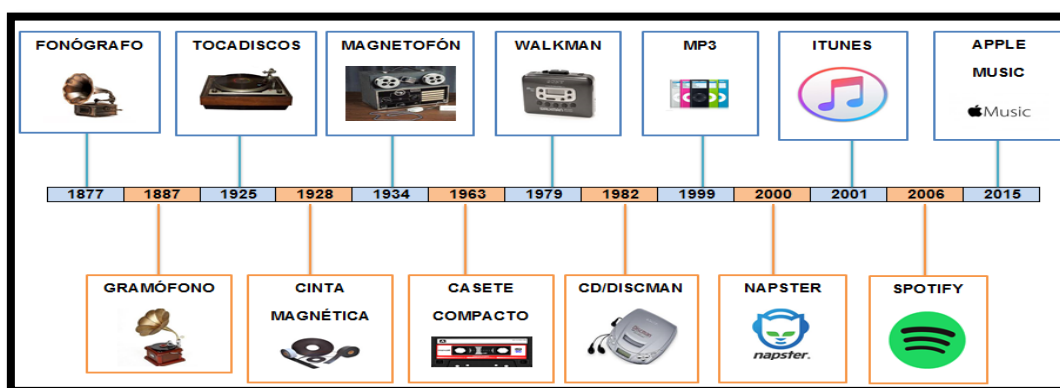 FONÓGRAFO
TOCADISCOS
MAGNETOFÓN
WALKMAN
MP3
ITUNES
APPLE
MUSIC
Music
1877 1887 1925 1928 1934 1963 1979 1982 1999 2000 2001 2006 2015
GRAMÓFONO
CINTA
MAGNÉTICA
CASETE
COMPACTO
CD/DISCMAN
NAPSTER
napster.
SPOTIFY